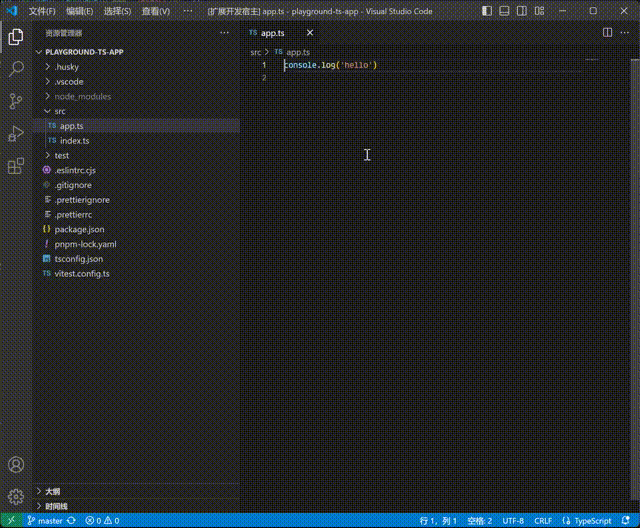 文件(F) 编辑(E) 选择(S) 查看(V) ··· [扩展开发宿主] app.ts - playground-ts-app - Visual Studio Code
资源管理器
PLAYGROUND-TS-APP
.husky
.vscode
node_modules
src
TS app.ts
TS index.ts
test
.eslintrc.cjs
.gitignore
.prettierignore
.prettierrc
{} package.json
! pnpm-lock.yaml
tsconfig.json
TS vitest.config.ts
大纲
时间线
TS app.ts
src > TS app.ts
1 console.log('hello')
2
master 0 0 行 1, 列 1 空格: 2 UTF-8 CRLF TypeScript